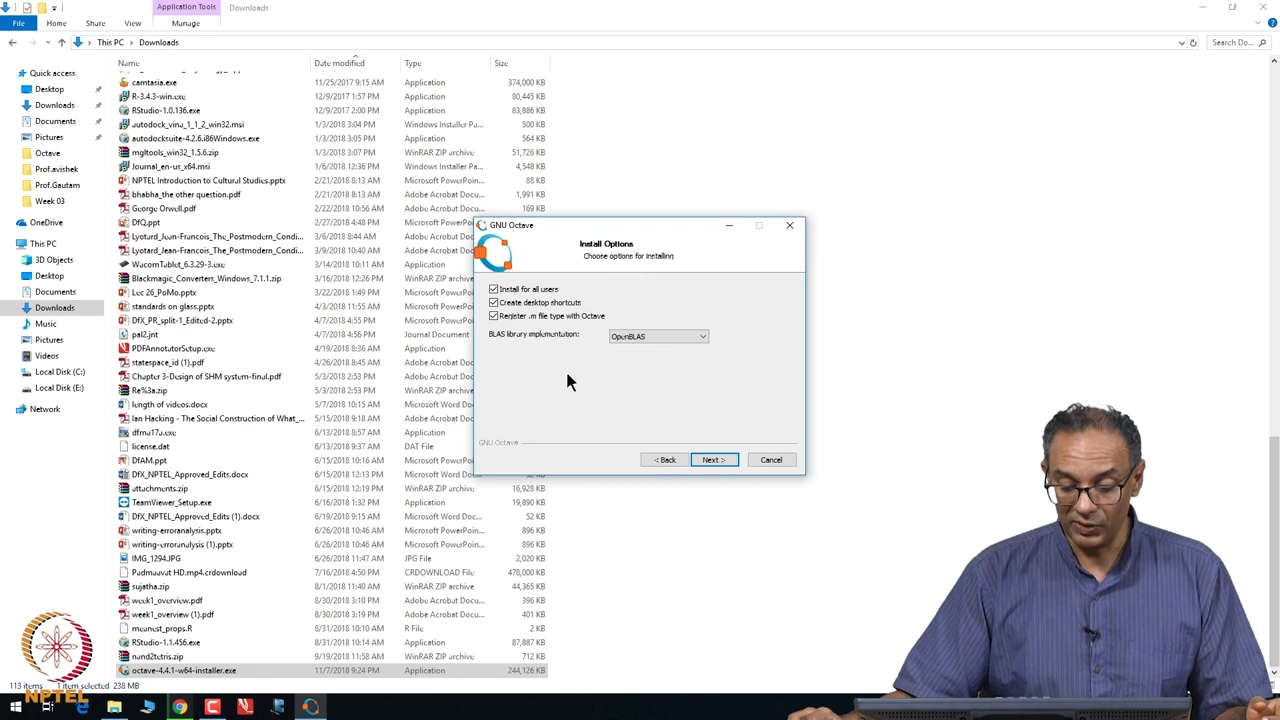 Application Tools
Downloads
File
Home
Share
View
Manage
This PC
Downloads
Search Do...
Name
Date modified
Type
Size
Quick access
Desktop
Downloads
Documents
Pictures
Octave
Prof.avishek
Prof.Gautam
Week 03
OneDrive
This PC
3D Objects
Desktop
Documents
Downloads
Music
Pictures
Videos
Local Disk (C:)
Local Disk (E:)
Network
camtasia.exe 11/25/2017 9:15 AM Application 374,000 KB
R-3.4.3-win.exe 12/9/2017 1:57 PM Application 80,445 KB
RStudio-1.0.136.exe 12/9/2017 2:00 PM Application 83,886 KB
autodock_vina_1_1_2_win32.msi 1/3/2018 3:04 PM Windows Installer Pa... 500 KB
autodocksuite-4.2.6.i86Windows.exe 1/3/2018 3:05 PM Application 564 KB
mgltools_win32_1.5.6.zip 1/3/2018 3:07 PM WinRAR ZIP archive 51,726 KB
Journal_en-us_x64.msi 1/6/2018 12:36 PM Windows Installer Pa... 4,548 KB
NPTEL Introduction to Cultural Studies.pptx 2/21/2018 8:13 AM Microsoft PowerPoin... 88 KB
bhabha_the other question.pdf 2/22/2018 8:13 AM Adobe Acrobat Docu... 1,991 KB
George Orwell.pdf 2/22/2018 10:56 AM Adobe Acrobat Docu... 169 KB
DfQ.ppt 2/27/2018 4:48 PM Microsoft PowerPoin...
Lyotard_Jean-Francois_The_Postmodern_Condi... 3/6/2018 8:44 AM Adobe Acrobat Docu...
Lyotard_Jean-Francois_The_Postmodern_Condi... 3/9/2018 10:40 AM Adobe Acrobat Docu...
WacomTablet_6.3.29-3.exe 3/14/2018 10:11 AM Application
Blackmagic_Converters_Windows_7.1.1.zip 3/16/2018 12:26 PM WinRAR ZIP archive
Lec 26_PoMo.pptx 3/22/2018 1:49 PM Microsoft PowerPoin...
standards on glass.pptx 4/3/2018 11:55 AM Microsoft PowerPoin...
DfX_PR_split-1_Edited-2.pptx 4/7/2018 9:38 AM Microsoft PowerPoin...
pal2.jnt 4/7/2018 6:56 PM Journal Document
PDFAnnotatorSetup.exe 4/26/2018 8:42 AM Application
statespace_id (1).pdf 4/26/2018 8:45 AM Adobe Acrobat Docu...
Chapter 3-Design of SHM system-final.pdf 5/3/2018 2:53 PM Adobe Acrobat Docu...
Re%3a.zip 5/3/2018 2:53 PM WinRAR ZIP archive
length of videos.docx 5/7/2018 10:15 AM Microsoft Word Doc...
Ian Hacking - The Social Construction of What_... 5/15/2018 9:18 AM Adobe Acrobat Docu...
dfma17a.exe 6/13/2018 8:57 AM Application
license.dat 6/13/2018 9:37 AM DAT File
DfAM.ppt 6/15/2018 10:16 AM Microsoft PowerPoin...
DfX_NPTEL_Approved_Edits.docx 6/15/2018 12:13 PM Microsoft Word Doc...
attachments.zip 6/15/2018 12:19 PM WinRAR ZIP archive 16,928 KB
TeamViewer_Setup.exe 6/18/2018 1:32 PM Application 19,890 KB
DfX_NPTEL_Approved_Edits (1).docx 6/19/2018 9:15 AM Microsoft Word Doc... 52 KB
writing-erroranalysis.pptx 6/26/2018 10:46 AM Microsoft PowerPoin... 896 KB
writing-erroranalysis (1).pptx 6/26/2018 10:46 AM Microsoft PowerPoin... 896 KB
IMG_1294.JPG 6/26/2018 11:47 AM JPG File 2,020 KB
Padmaavat HD.mp4.crdownload 7/16/2018 4:50 PM CRDOWNLOAD File 478,000 KB
sujatha.zip 8/1/2018 11:40 AM WinRAR ZIP archive 44,365 KB
week1_overview.pdf 8/30/2018 3:10 PM Adobe Acrobat Docu... 396 KB
week1_overview (1).pdf 8/30/2018 3:19 PM Adobe Acrobat Docu... 401 KB
meanest_props.R 8/31/2018 10:10 AM R File 2 KB
RStudio-1.1.456.exe 8/31/2018 10:14 AM Application 87,887 KB
nand2tetris.zip 9/19/2018 11:58 AM WinRAR ZIP archive 712 KB
octave-4.4.1-w64-installer.exe 11/7/2018 9:24 PM Application 244,126 KB
113 items
1 item selected 238 MB
GNU Octave
Install Options
Choose options for installing
Install for all users
Create desktop shortcuts
Register .m file type with Octave
BLAS library implementation:
OpenBLAS
GNU Octave
< Back
Next >
Cancel
NPTEL